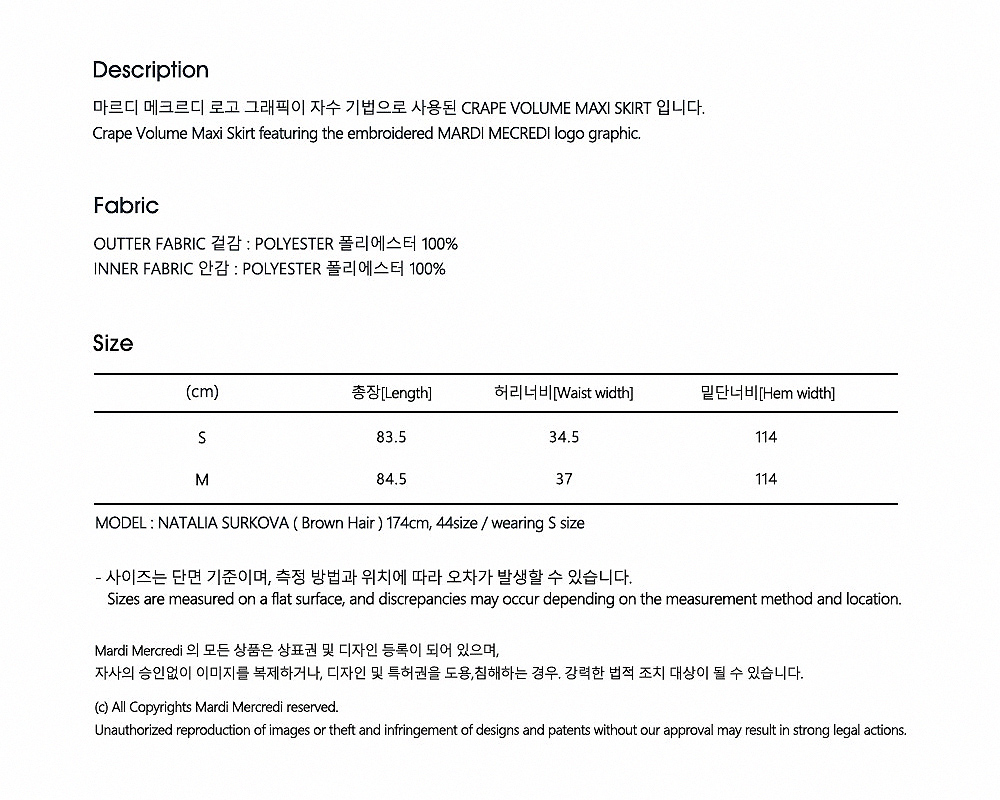 Description
마르디 메크르디 로고 그래픽이 자수 기법으로 사용된 CRAPE VOLUME MAXI SKIRT 입니다.
Crape Volume Maxi Skirt featuring the embroidered MARDI MECREDI logo graphic.
Fabric
OUTTER FABRIC 겉감 : POLYESTER 폴리에스터 100%
INNER FABRIC 안감 : POLYESTER 폴리에스터 100%
Size
(cm) 총장[Length] 허리너비[Waist width] 밑단너비[Hem width]
S 83.5 34.5 114
M 84.5 37 114
MODEL : NATALIA SURKOVA ( Brown Hair ) 174cm, 44size / wearing S size
- 사이즈는 단면 기준이며, 측정 방법과 위치에 따라 오차가 발생할 수 있습니다.
Sizes are measured on a flat surface, and discrepancies may occur depending on the measurement method and location.
Mardi Mercredi 의 모든 상품은 상표권 및 디자인 등록이 되어 있으며,
자사의 승인없이 이미지를 복제하거나, 디자인 및 특허권을 도용,침해하는 경우. 강력한 법적 조치 대상이 될 수 있습니다.
(c) All Copyrights Mardi Mercredi reserved.
Unauthorized reproduction of images or theft and infringement of designs and patents without our approval may result in strong legal actions.